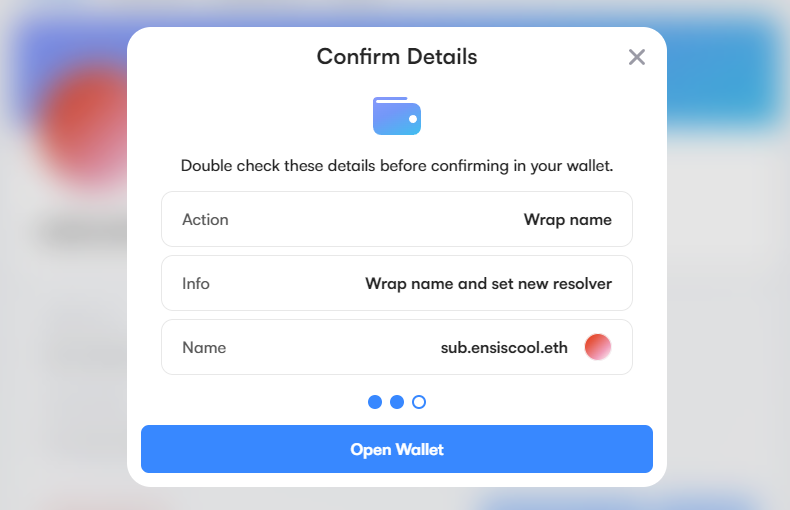 Confirm Details
Double check these details before confirming in your wallet.
Action Wrap name
Info Wrap name and set new resolver
Name sub.ensiscool.eth
Open Wallet